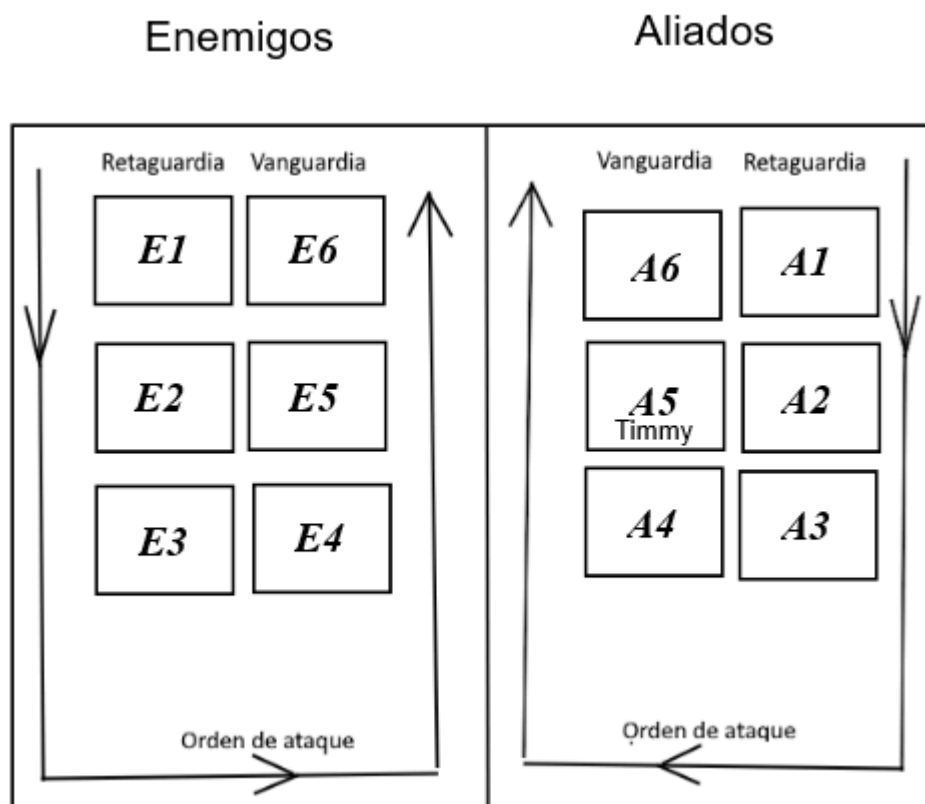 Enemigos
Aliados
Retaguardia Vanguardia
E1 E6
E2 E5
E3 E4
Orden de ataque
Vanguardia Retaguardia
A6 A1
A5 A2
Timmy
A4 A3
Orden de ataque